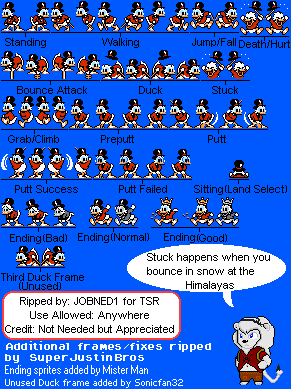 Standing Walking Jump/Fall Death/Hurt
Bounce Attack Duck Stuck
Grab/Climb Preputt Putt
Putt Success Putt Failed Sitting(Land Select)
Ending(Bad) Ending(Normal) Ending(Good)
Third Duck Frame
(Unused)
Stuck happens when you
bounce in snow at the
Himalayas
Ripped by: JOBNED1 for TSR
Use Allowed: Anywhere
Credit: Not Needed but Appreciated
Additional frames/fixes ripped
by SuperJustinBros
Ending sprites added by Mister Man
Unused Duck frame added by Sonicfan32